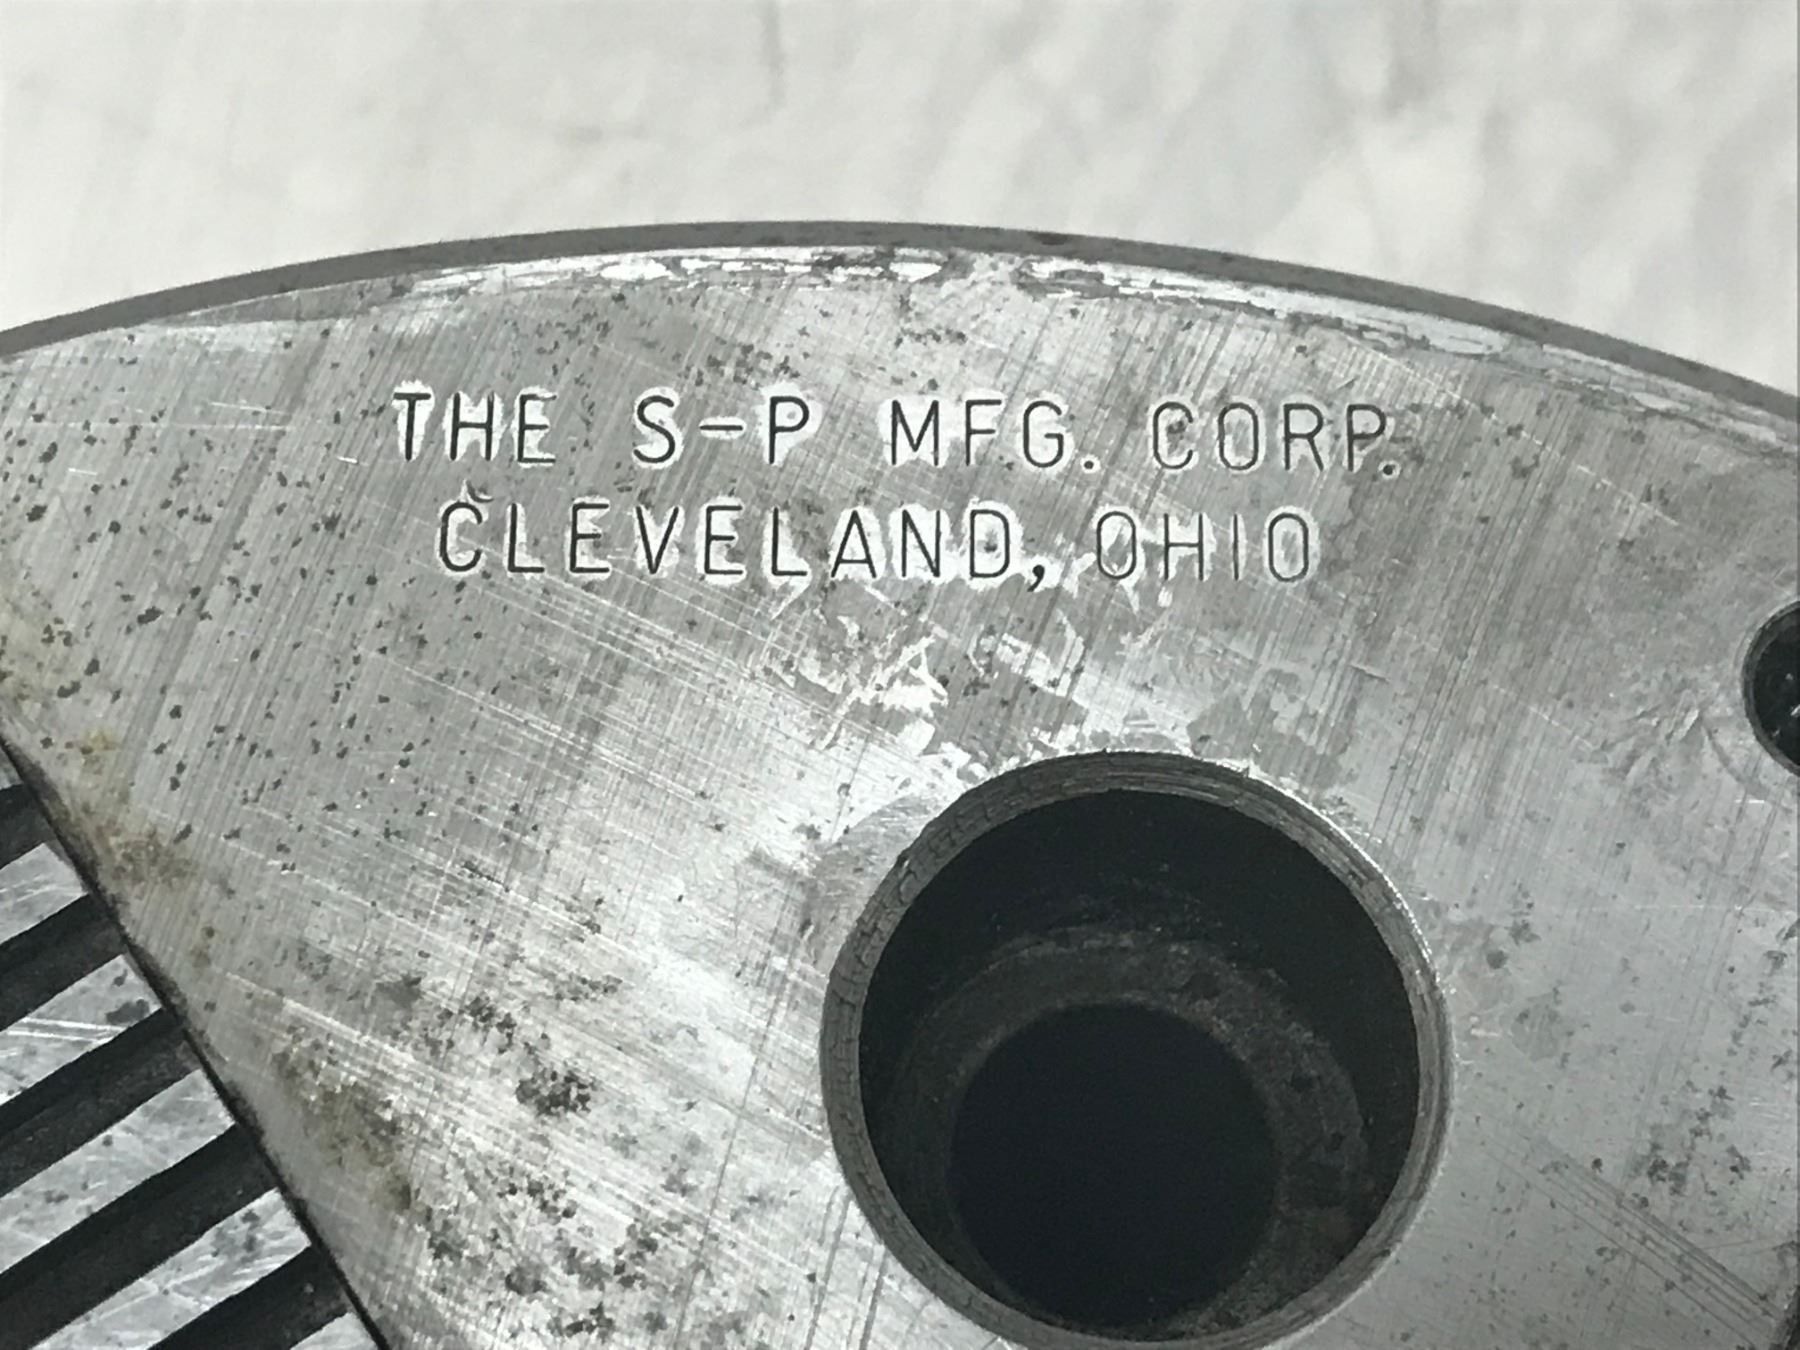 THE S-P MFG. CORP.
CLEVELAND, OHIO